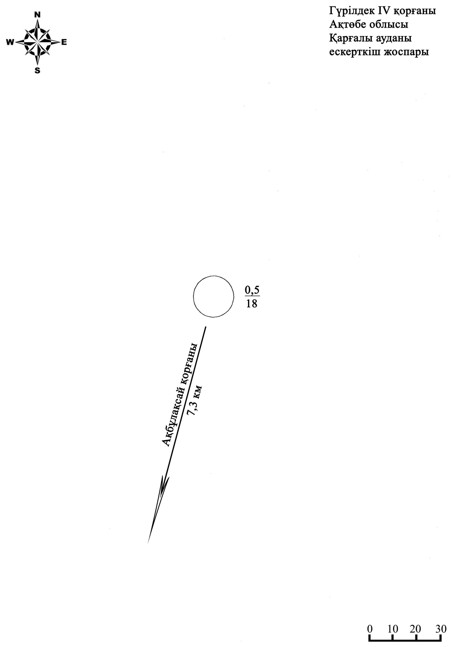 N
W E
S
Гүрілдек IV қорғаны
Ақтөбе облысы
Қарғалы ауданы
ескерткіш жоспары
0,5
18
Ақбұлақсай қорғаны
7,3 км
0 10 20 30